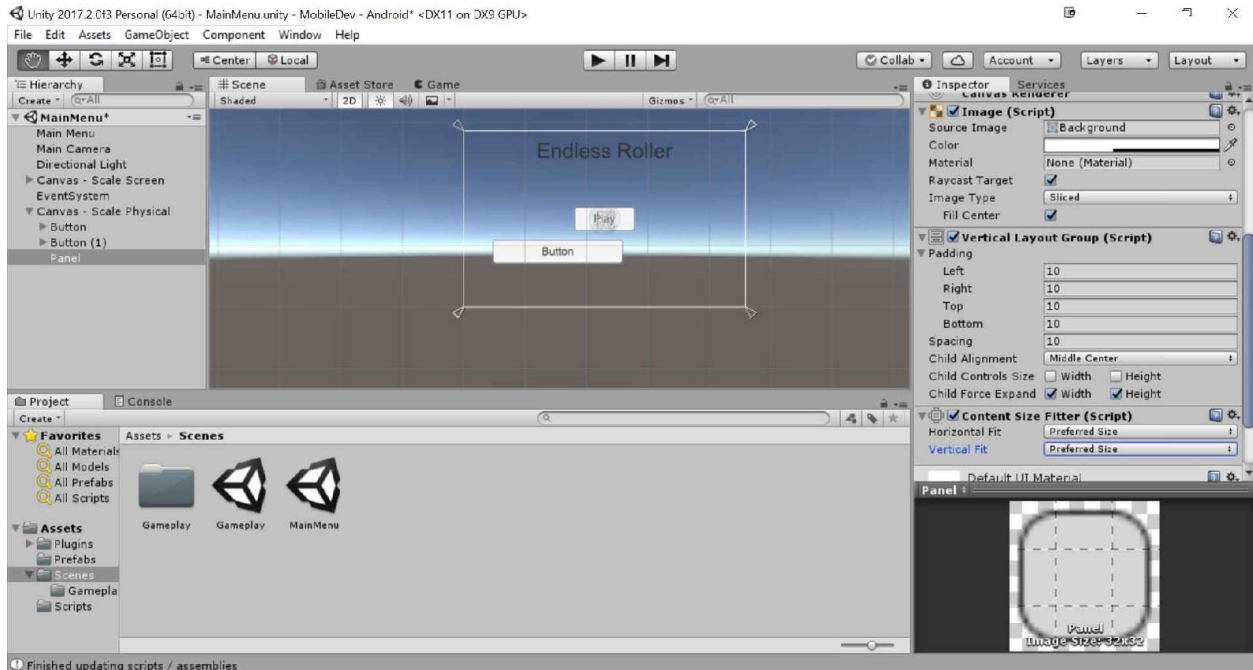 Unity 2017.2.0f3 Personal (64bit) - MainMenu.unity - MobileDev - Android* <DX11 on DX9 GPU>
File Edit Assets GameObject Component Window Help
Center Local Collab Account Layers Layout
Hierarchy
Create All
MainMenu*
Main Menu
Main Camera
Directional Light
Canvas - Scale Screen
EventSystem
Canvas - Scale Physical
Button
Button (1)
Panel
Scene Asset Store Game
Shaded 2D Gizmos All
Endless Roller
Play
Button
Inspector Services
Canvas Renderer
Image (Script)
Source Image Background
Color
Material None (Material)
Raycast Target
Image Type Sliced
Fill Center
Vertical Layout Group (Script)
Padding
Left 10
Right 10
Top 10
Bottom 10
Spacing 10
Child Alignment Middle Center
Child Controls Size Width Height
Child Force Expand Width Height
Content Size Fitter (Script)
Horizontal Fit Preferred Size
Vertical Fit Preferred Size
Default UI Material
Panel
Panel
Image Size: 32x32
Project Console
Create
Favorites
All Materials
All Models
All Prefabs
All Scripts
Assets
Plugins
Prefabs
Scenes
Gamepla
Scripts
Assets Scenes
Gameplay Gameplay MainMenu
Finished updating scripts / assemblies